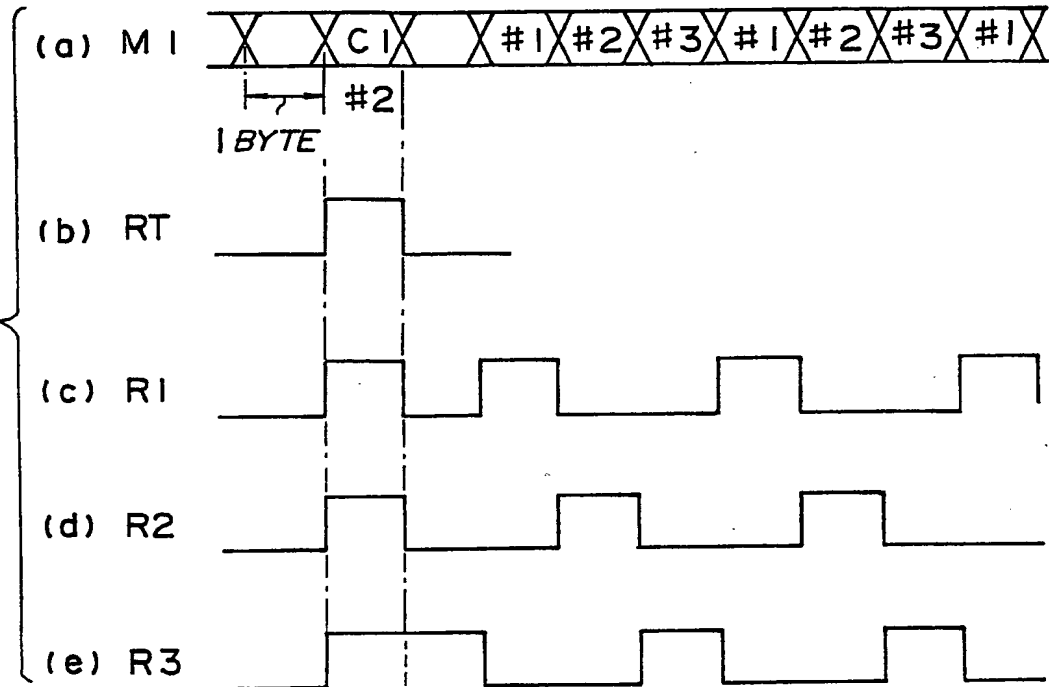 (a) M1 C1 #1 #2 #3 #1 #2 #3 #1
#2
1 BYTE
(b) RT
(c) R1
(d) R2
(e) R3